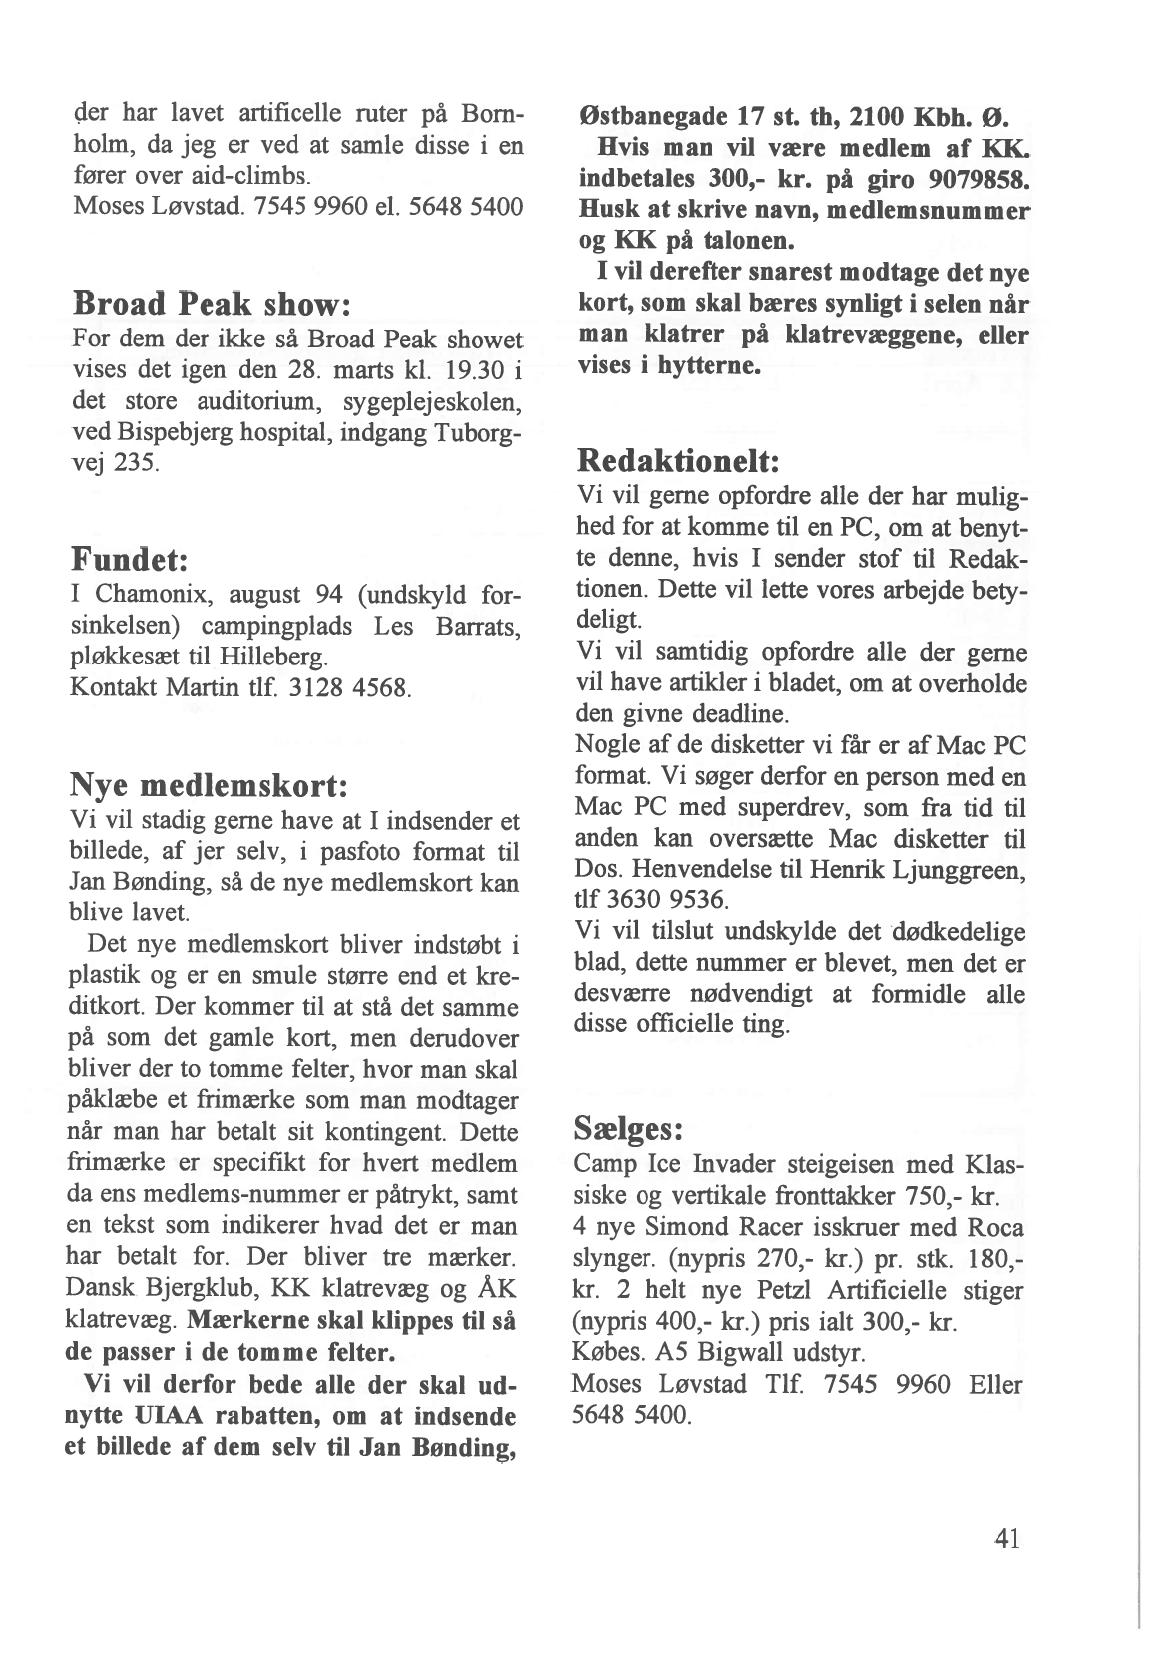 der har lavet artificelle ruter på Born-
holm, da jeg er ved at samle disse i en
fører over aid-climbs.
Moses Løvstad. 7545 9960 el. 5648 5400
Broad Peak show:
For dem der ikke så Broad Peak showet
vises det igen den 28. marts kl. 19.30 i
det store auditorium, sygeplejeskolen,
ved Bispebjerg hospital, indgang Tuborg-
vej 235.
Fundet:
I Chamonix, august 94 (undskyld for-
sinkelsen) campingplads Les Barrats,
pløkkesæt til Hilleberg.
Kontakt Martin tlf. 3128 4568.
Nye medlemskort:
Vi vil stadig gerne have at I indsender et
billede, af jer selv, i pasfoto format til
Jan Bønding, så de nye medlemskort kan
blive lavet.
Det nye medlemskort bliver indstøbt i
plastik og er en smule større end et kre-
ditkort. Der kommer til at stå det samme
på som det gamle kort, men derudover
bliver der to tomme felter, hvor man skal
påklæbe et frimærke som man modtager
når man har betalt sit kontingent. Dette
frimærke er specifikt for hvert medlem
da ens medlems-nummer er påtrykt, samt
en tekst som indikerer hvad det er man
har betalt for. Der bliver tre mærker.
Dansk Bjergklub, KK klatrevæg og ÅK
klatrevæg. Mærkerne skal klippes til så
de passer i de tomme felter.
Vi vil derfor bede alle der skal ud-
nytte UIAA rabatten, om at indsende
et billede af dem selv til Jan Bønding,
Østbanegade 17 st. th, 2100 Kbh. Ø.
Hvis man vil være medlem af KK.
indbetales 300,- kr. på giro 9079858.
Husk at skrive navn, medlemsnummer
og KK på talonen.
I vil derefter snarest modtage det nye
kort, som skal bæres synligt i selen når
man klatrer på klatrevæggene, eller
vises i hytterne.
Redaktionelt:
Vi vil gerne opfordre alle der har mulig-
hed for at komme til en PC, om at benyt-
te denne, hvis I sender stof til Redak-
tionen. Dette vil lette vores arbejde bety-
deligt.
Vi vil samtidig opfordre alle der gerne
vil have artikler i bladet, om at overholde
den givne deadline.
Nogle af de disketter vi får er af Mac PC
format. Vi søger derfor en person med en
Mac PC med superdrev, som fra tid til
anden kan oversætte Mac disketter til
Dos. Henvendelse til Henrik Ljunggreen,
tlf 3630 9536.
Vi vil tilslut undskylde det dødkedelige
blad, dette nummer er blevet, men det er
desværre nødvendigt at formidle alle
disse officielle ting.
Sælges:
Camp Ice Invader steigeisen med Klas-
siske og vertikale fronttakker 750,- kr.
4 nye Simond Racer isskruer med Roca
slynger. (nypris 270,- kr.) pr. stk. 180,-
kr. 2 helt nye Petzl Artificielle stiger
(nypris 400,- kr.) pris ialt 300,- kr.
Købes. A5 Bigwall udstyr.
Moses Løvstad Tlf. 7545 9960 Eller
5648 5400.
41